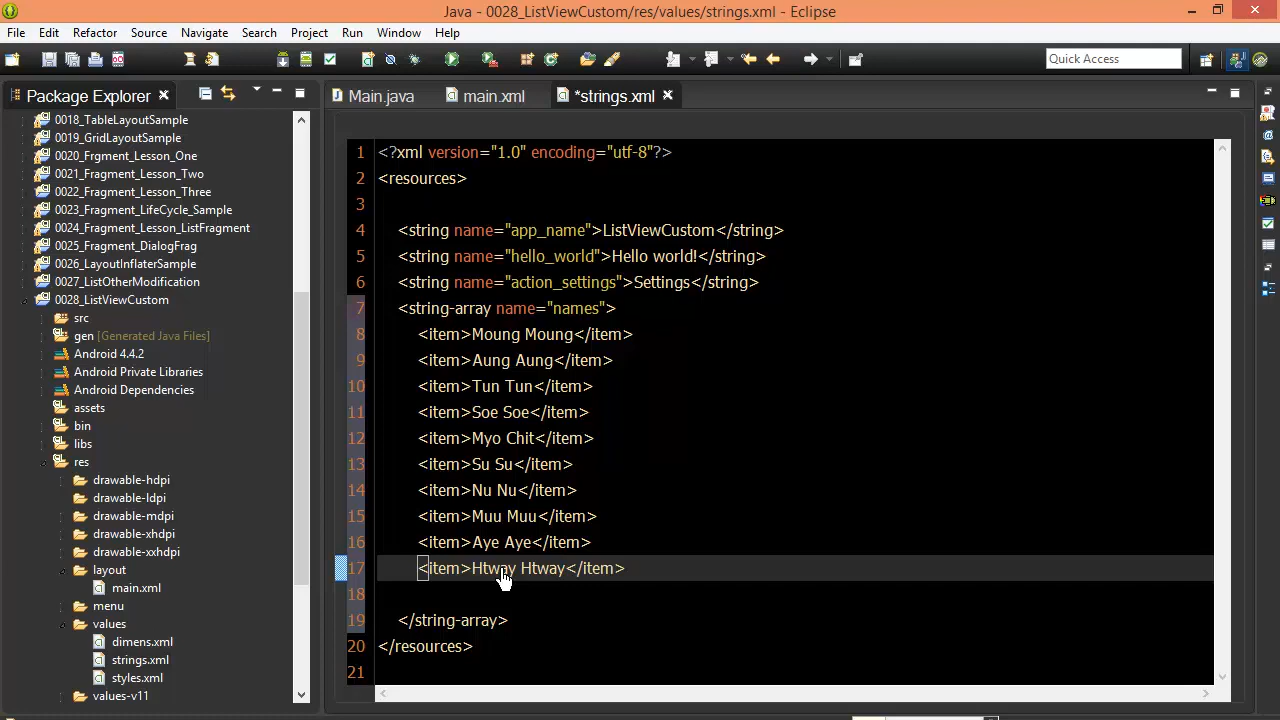 Java - 0028_ListViewCustom/res/values/strings.xml - Eclipse
File Edit Refactor Source Navigate Search Project Run Window Help
Quick Access
Package Explorer
Main.java main.xml *strings.xml
0018_TableLayoutSample
0019_GridLayoutSample
0020_Frgment_Lesson_One
0021_Fragment_Lesson_Two
0022_Fragment_Lesson_Three
0023_Fragment_LifeCycle_Sample
0024_Fragment_Lesson_ListFragment
0025_Fragment_DialogFrag
0026_LayoutInflaterSample
0027_ListOtherModification
0028_ListViewCustom
src
gen [Generated Java Files]
Android 4.4.2
Android Private Libraries
Android Dependencies
assets
bin
libs
res
drawable-hdpi
drawable-ldpi
drawable-mdpi
drawable-xhdpi
drawable-xxhdpi
layout
main.xml
menu
values
dimens.xml
strings.xml
styles.xml
values-v11
1 <?xml version="1.0" encoding="utf-8"?>
2 <resources>
3
4 <string name="app_name">ListViewCustom</string>
5 <string name="hello_world">Hello world!</string>
6 <string name="action_settings">Settings</string>
7 <string-array name="names">
8 <item>Moung Moung</item>
9 <item>Aung Aung</item>
10 <item>Tun Tun</item>
11 <item>Soe Soe</item>
12 <item>Myo Chit</item>
13 <item>Su Su</item>
14 <item>Nu Nu</item>
15 <item>Muu Muu</item>
16 <item>Aye Aye</item>
17 <item>Htway Htway</item>
18
19 </string-array>
20 </resources>
21